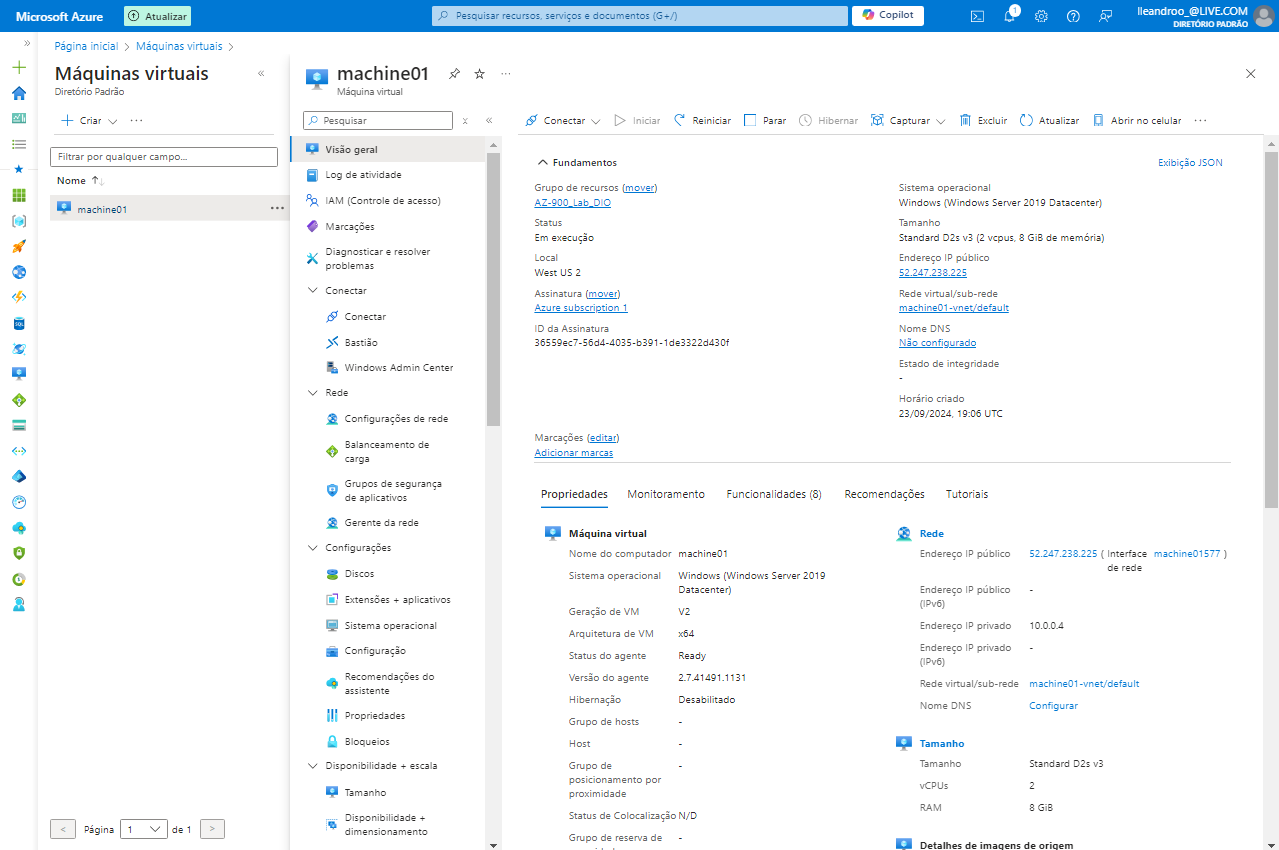 Microsoft Azure
Atualizar
Pesquisar recursos, serviços e documentos (G+/)
Copilot
1
lleandroo_@LIVE.COM
DIRETÓRIO PADRÃO
Página inicial
Máquinas virtuais
Máquinas virtuais
Diretório Padrão
Criar
Filtrar por qualquer campo...
Nome
machine01
Página
1
de 1
machine01
Máquina virtual
Pesquisar
Visão geral
Log de atividade
IAM (Controle de acesso)
Marcações
Diagnosticar e resolver
problemas
Conectar
Conectar
Bastião
Windows Admin Center
Rede
Configurações de rede
Balanceamento de
carga
Grupos de segurança
de aplicativos
Gerente da rede
Configurações
Discos
Extensões + aplicativos
Sistema operacional
Configuração
Recomendações do
assistente
Propriedades
Bloqueios
Disponibilidade + escala
Tamanho
Disponibilidade +
dimensionamento
Conectar
Iniciar
Reiniciar
Parar
Hibernar
Capturar
Excluir
Atualizar
Abrir no celular
Fundamentos
Exibição JSON
Grupo de recursos (mover)
AZ-900_Lab_DIO
Status
Em execução
Local
West US 2
Assinatura (mover)
Azure subscription 1
ID da Assinatura
36559ec7-56d4-4035-b391-1de3322d430f
Sistema operacional
Windows (Windows Server 2019 Datacenter)
Tamanho
Standard D2s v3 (2 vcpus, 8 GiB de memória)
Endereço IP público
52.247.238.225
Rede virtual/sub-rede
machine01-vnet/default
Nome DNS
Não configurado
Estado de integridade
-
Horário criado
23/09/2024, 19:06 UTC
Marcações (editar)
Adicionar marcas
Propriedades
Monitoramento
Funcionalidades (8)
Recomendações
Tutoriais
Máquina virtual
Nome do computador machine01
Sistema operacional Windows (Windows Server 2019
Datacenter)
Geração de VM V2
Arquitetura de VM x64
Status do agente Ready
Versão do agente 2.7.41491.1131
Hibernação Desabilitado
Grupo de hosts -
Host -
Grupo de -
posicionamento por
proximidade
Status de Colocalização N/D
Grupo de reserva de -
Rede
Endereço IP público 52.247.238.225 ( Interface machine01577 )
de rede
Endereço IP público -
(IPv6)
Endereço IP privado 10.0.0.4
Endereço IP privado -
(IPv6)
Rede virtual/sub-rede machine01-vnet/default
Nome DNS Configurar
Tamanho
Tamanho Standard D2s v3
vCPUs 2
RAM 8 GiB
Detalhes de imagens de origem